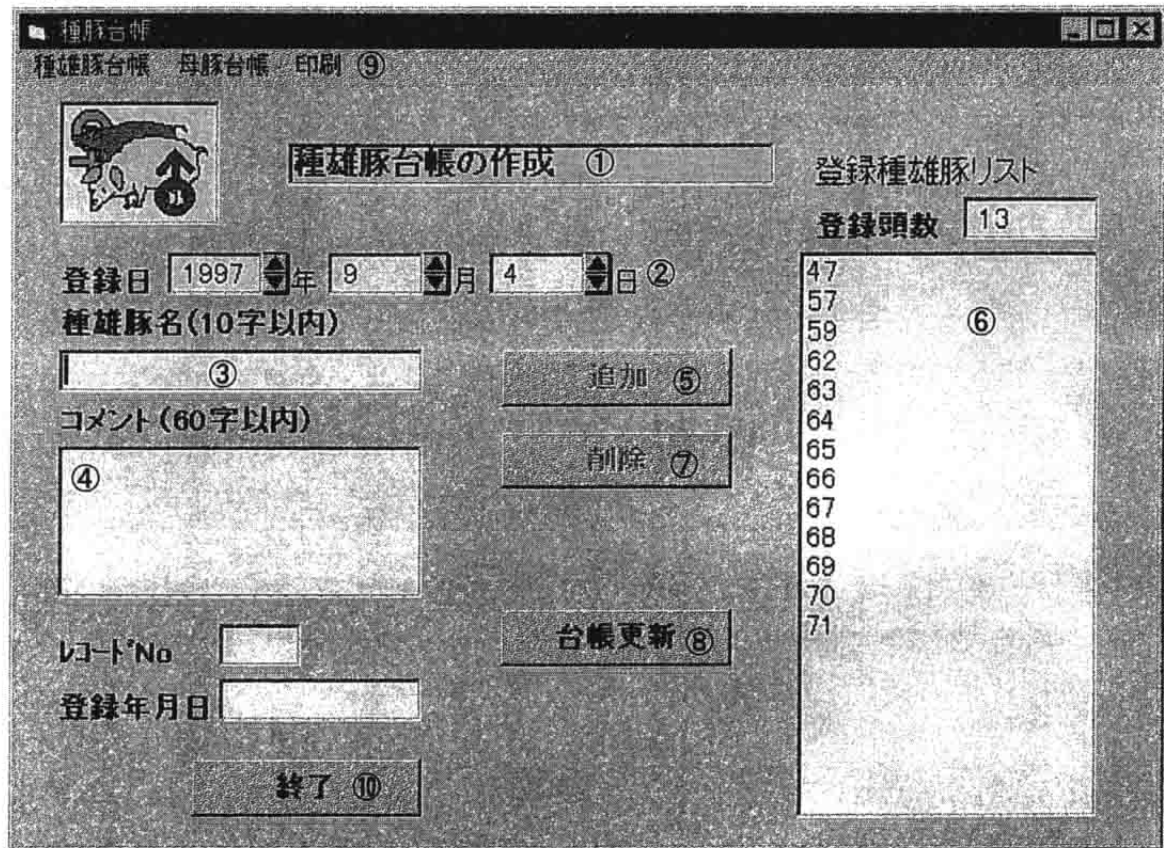 種豚台帳
種雄豚台帳 母豚台帳 印刷 ⑨
種雄豚台帳の作成 ①
登録日 1997 年 9 月 4 日 ②
種雄豚名(10字以内)
③
コメント(60字以内)
④
追加 ⑤
削除 ⑦
台帳更新 ⑧
レコードNo
登録年月日
終了 ⑩
登録種雄豚リスト
登録頭数 13
⑥
47
57
59
62
63
64
65
66
67
68
69
70
71